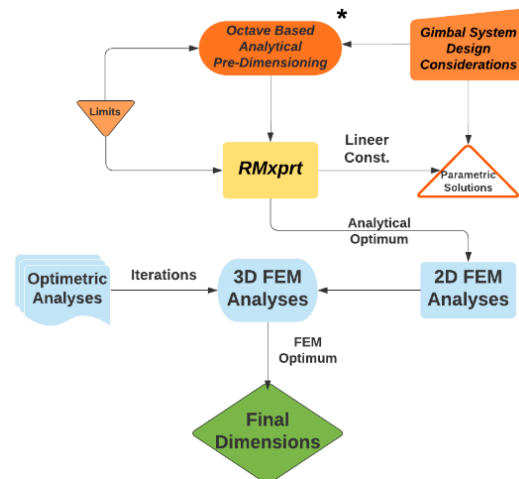 *
Octave Based
Analytical
Pre-Dimensioning
Gimbal System
Design
Considerations
Limits
RMxprt
Lineer
Const.
Parametric
Solutions
Analytical
Optimum
Optimetric
Analyses
Iterations
3D FEM
Analyses
2D FEM
Analyses
FEM
Optimum
Final
Dimensions